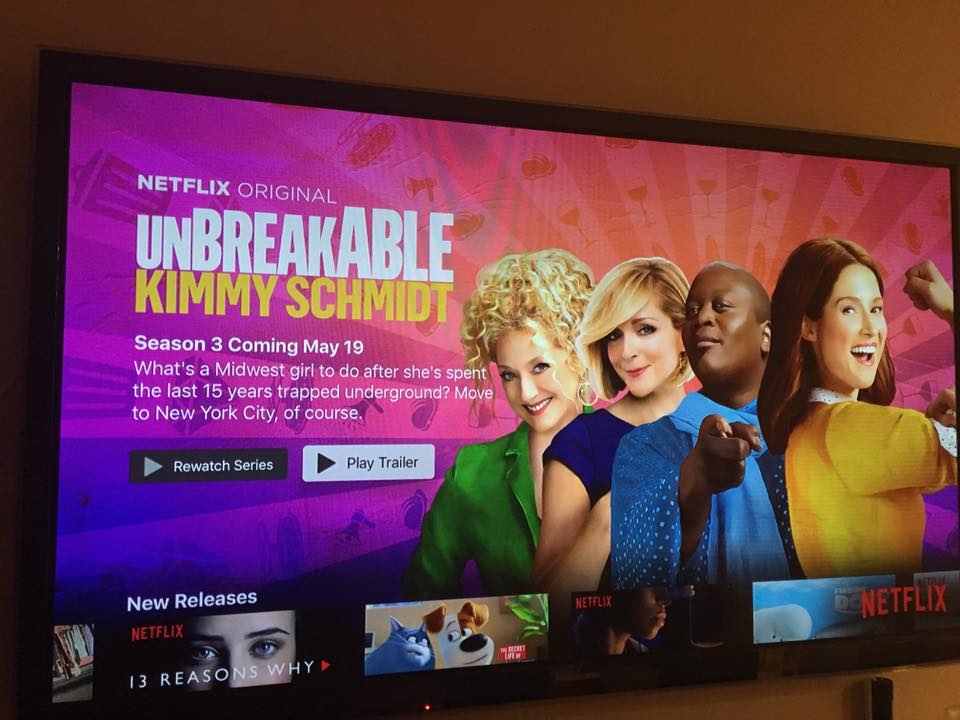 NETFLIX ORIGINAL
UNBREAKABLE
KIMMY SCHMIDT
Season 3 Coming May 19
What's a Midwest girl to do after she's spent
the last 15 years trapped underground? Move
to New York City, of course.
Rewatch Series
Play Trailer
New Releases
NETFLIX
13 REASONS WHY
THE SECRET
LIFE OF
NETFLIX
NETFLIX